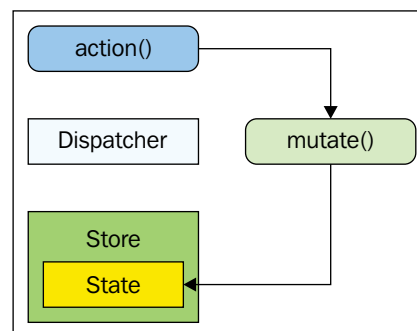 action()
Dispatcher
mutate()
Store
State